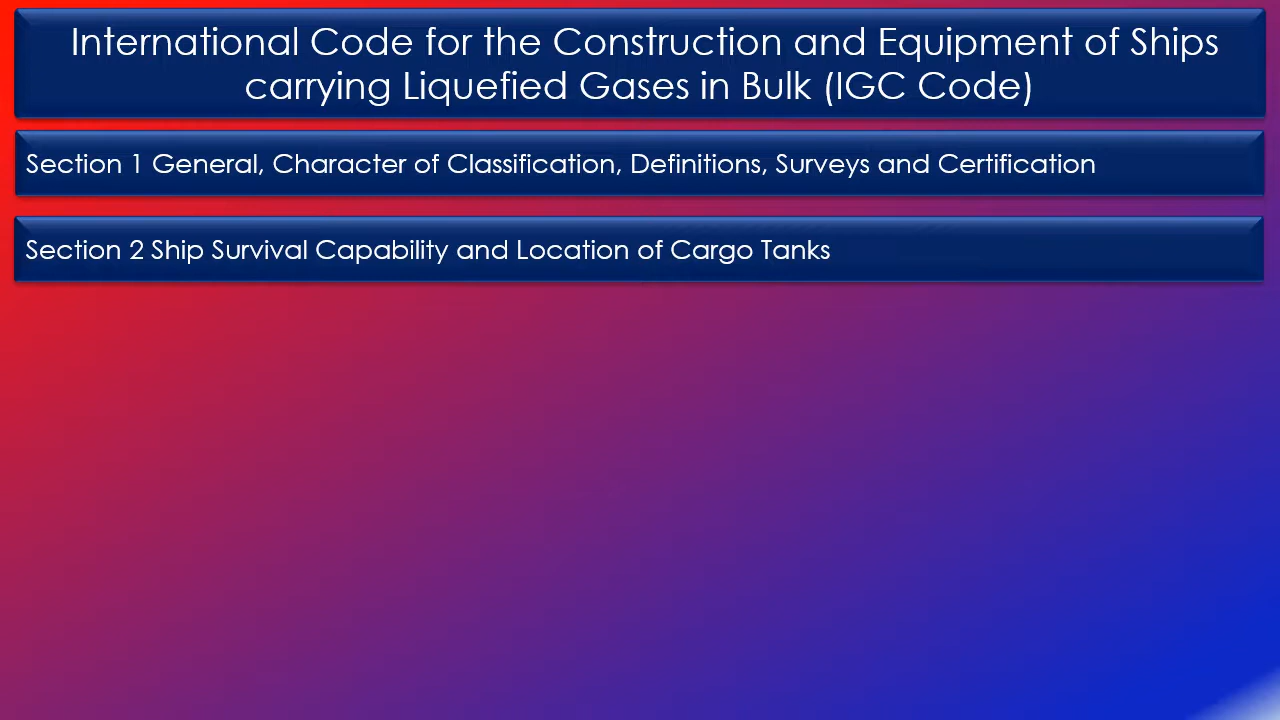 International Code for the Construction and Equipment of Ships
carrying Liquefied Gases in Bulk (IGC Code)
Section 1 General, Character of Classification, Definitions, Surveys and Certification
Section 2 Ship Survival Capability and Location of Cargo Tanks